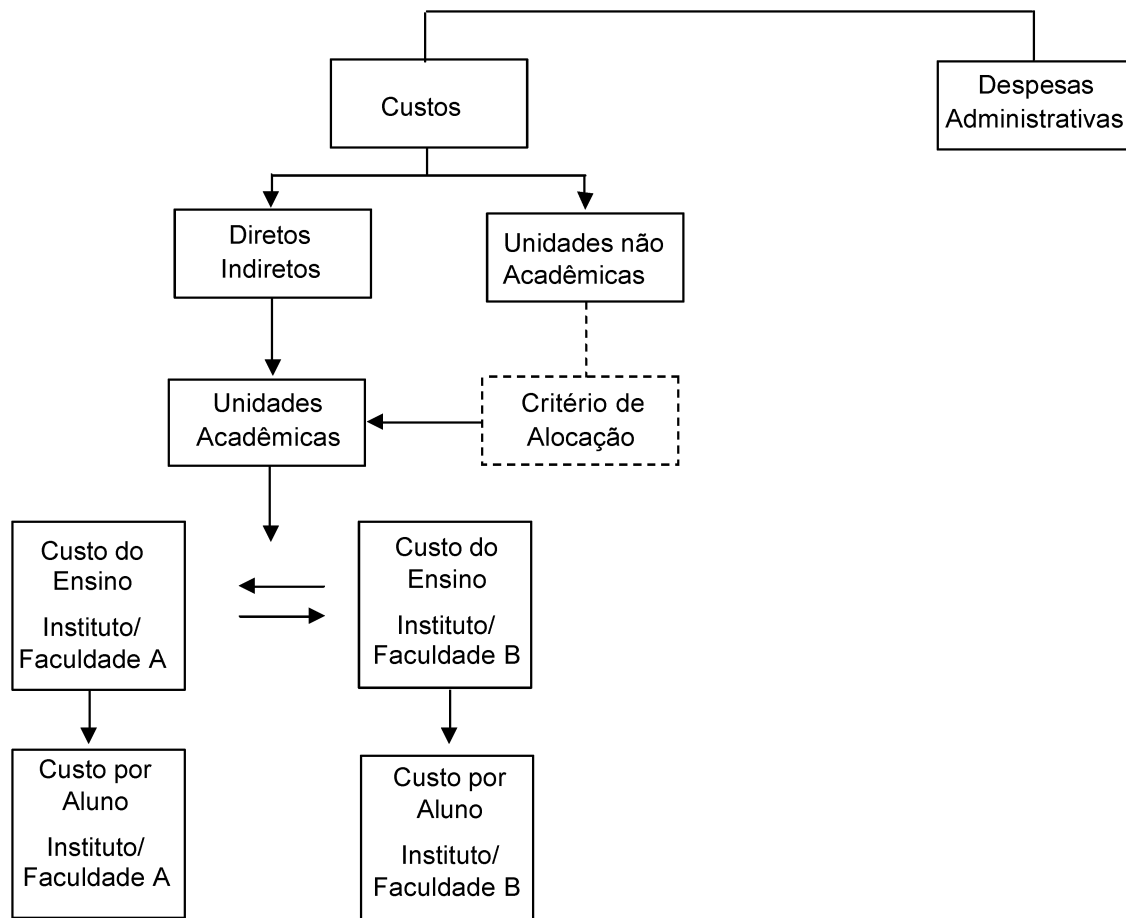 Custos
Despesas
Administrativas
Diretos
Indiretos
Unidades não
Acadêmicas
Unidades
Acadêmicas
Critério de
Alocação
Custo do
Ensino
Instituto/
Faculdade A
Custo do
Ensino
Instituto/
Faculdade B
Custo por
Aluno
Instituto/
Faculdade A
Custo por
Aluno
Instituto/
Faculdade B